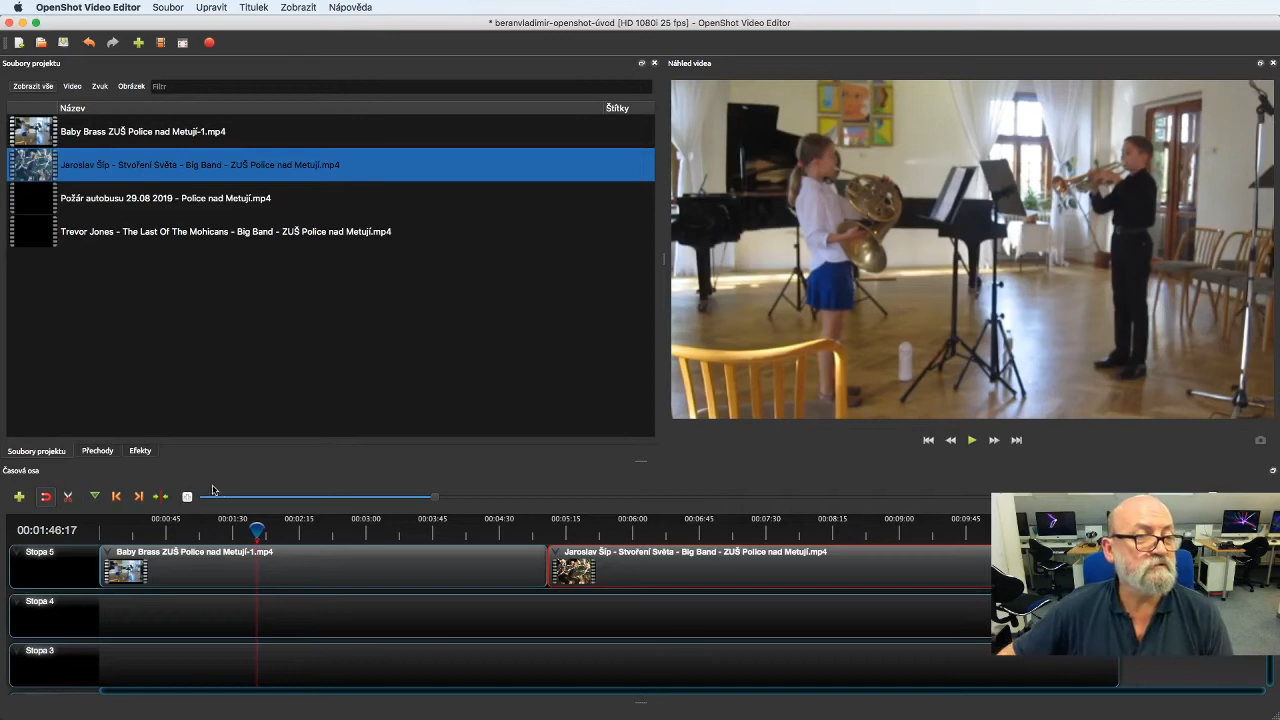 OpenShot Video Editor Soubor Upravit Titulek Zobrazit Nápověda
* beranvladimir-openshot-úvod [HD 1080i 25 fps] - OpenShot Video Editor
Soubory projektu
Náhled videa
Zobrazit vše Video Zvuk Obrázek Filtr
Název Štítky
Baby Brass ZUŠ Police nad Metují-1.mp4
Jaroslav Šíp - Stvoření Světa - Big Band - ZUŠ Police nad Metují.mp4
Požár autobusu 29.08 2019 - Police nad Metují.mp4
Trevor Jones - The Last Of The Mohicans - Big Band - ZUŠ Police nad Metují.mp4
Soubory projektu Přechody Efekty
Časová osa
00:01:46:17
00:00:45 00:01:30 00:02:15 00:03:00 00:03:45 00:04:30 00:05:15 00:06:00 00:06:45 00:07:30 00:08:15 00:09:00 00:09:45
Stopa 5
Baby Brass ZUŠ Police nad Metují-1.mp4
Jaroslav Šíp - Stvoření Světa - Big Band - ZUŠ Police nad Metují.mp4
Stopa 4
Stopa 3